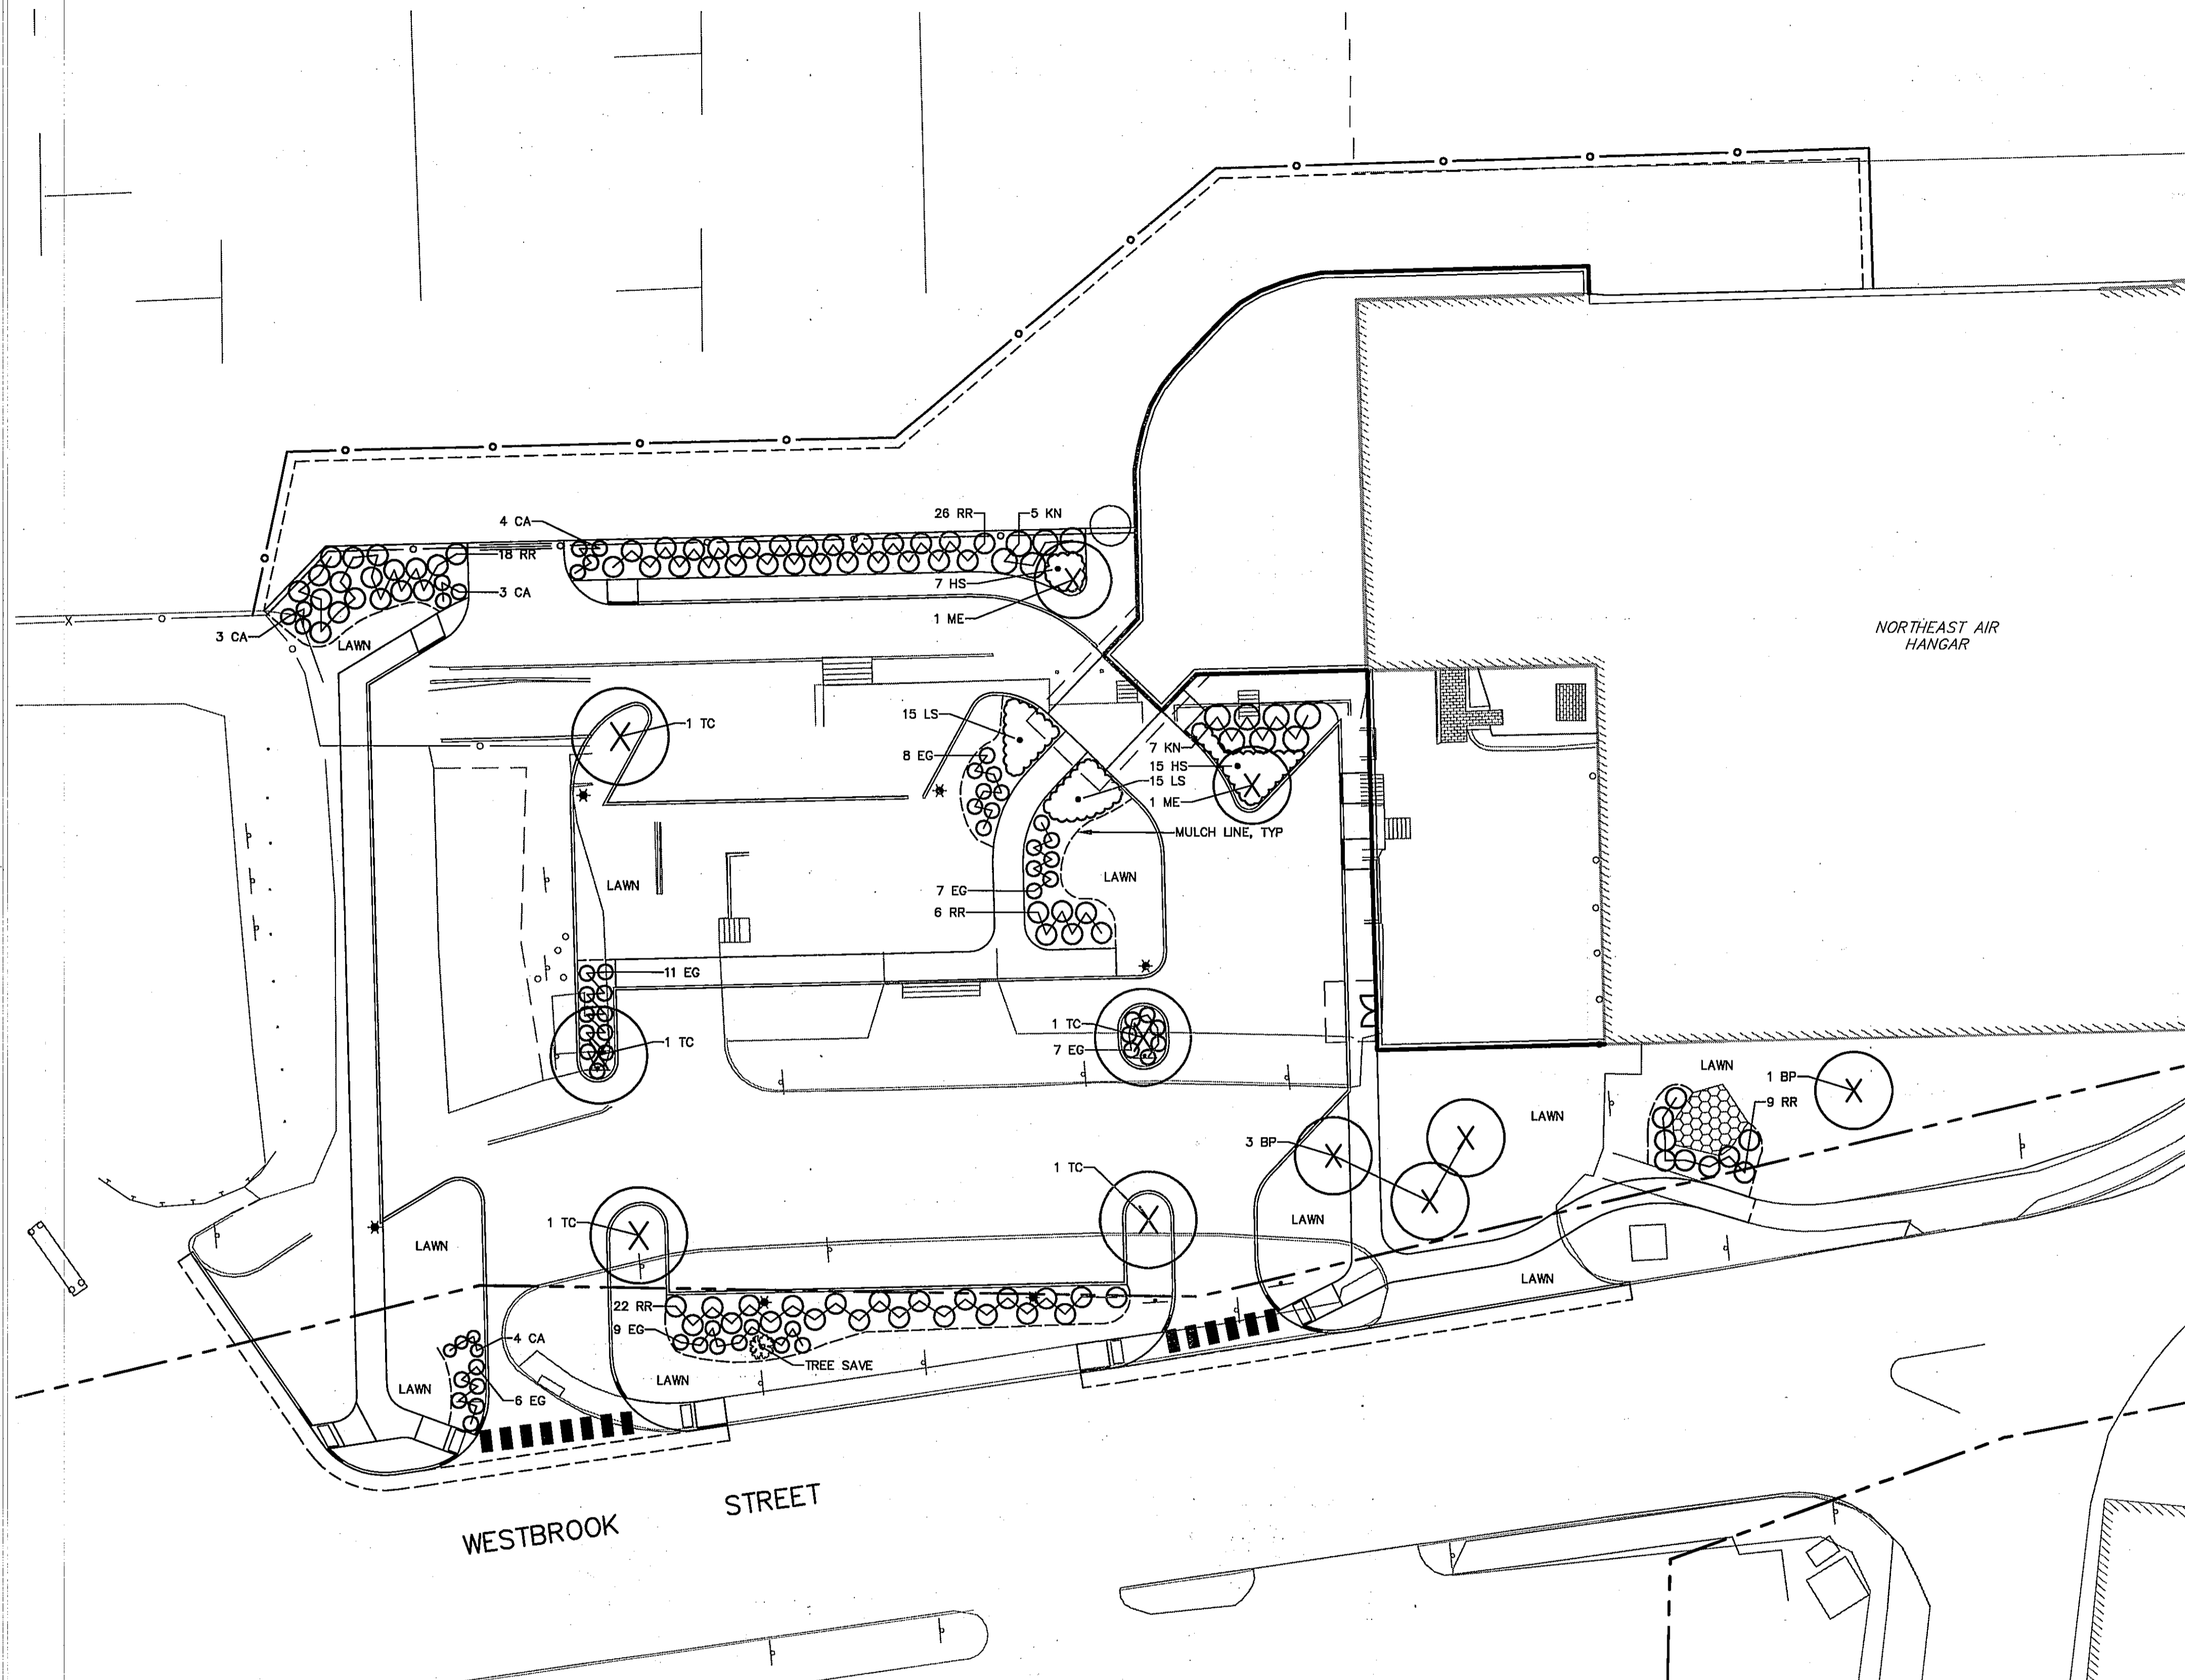 26 RR
5 KN
4 CA
18 RR
7 HS
3 CA
1 ME
3 CA
LAWN
NORTHEAST AIR
HANGAR
15 LS
1 TC
8 EG
7 KN
15 HS
15 LS
1 ME
MULCH LINE, TYP
LAWN
LAWN
7 EG
6 RR
11 EG
1 TC
1 TC
7 EG
LAWN
1 BP
9 RR
LAWN
3 BP
1 TC
1 TC
LAWN
LAWN
LAWN
22 RR
9 EG
4 CA
TREE SAVE
LAWN
LAWN
6 EG
WESTBROOK STREET